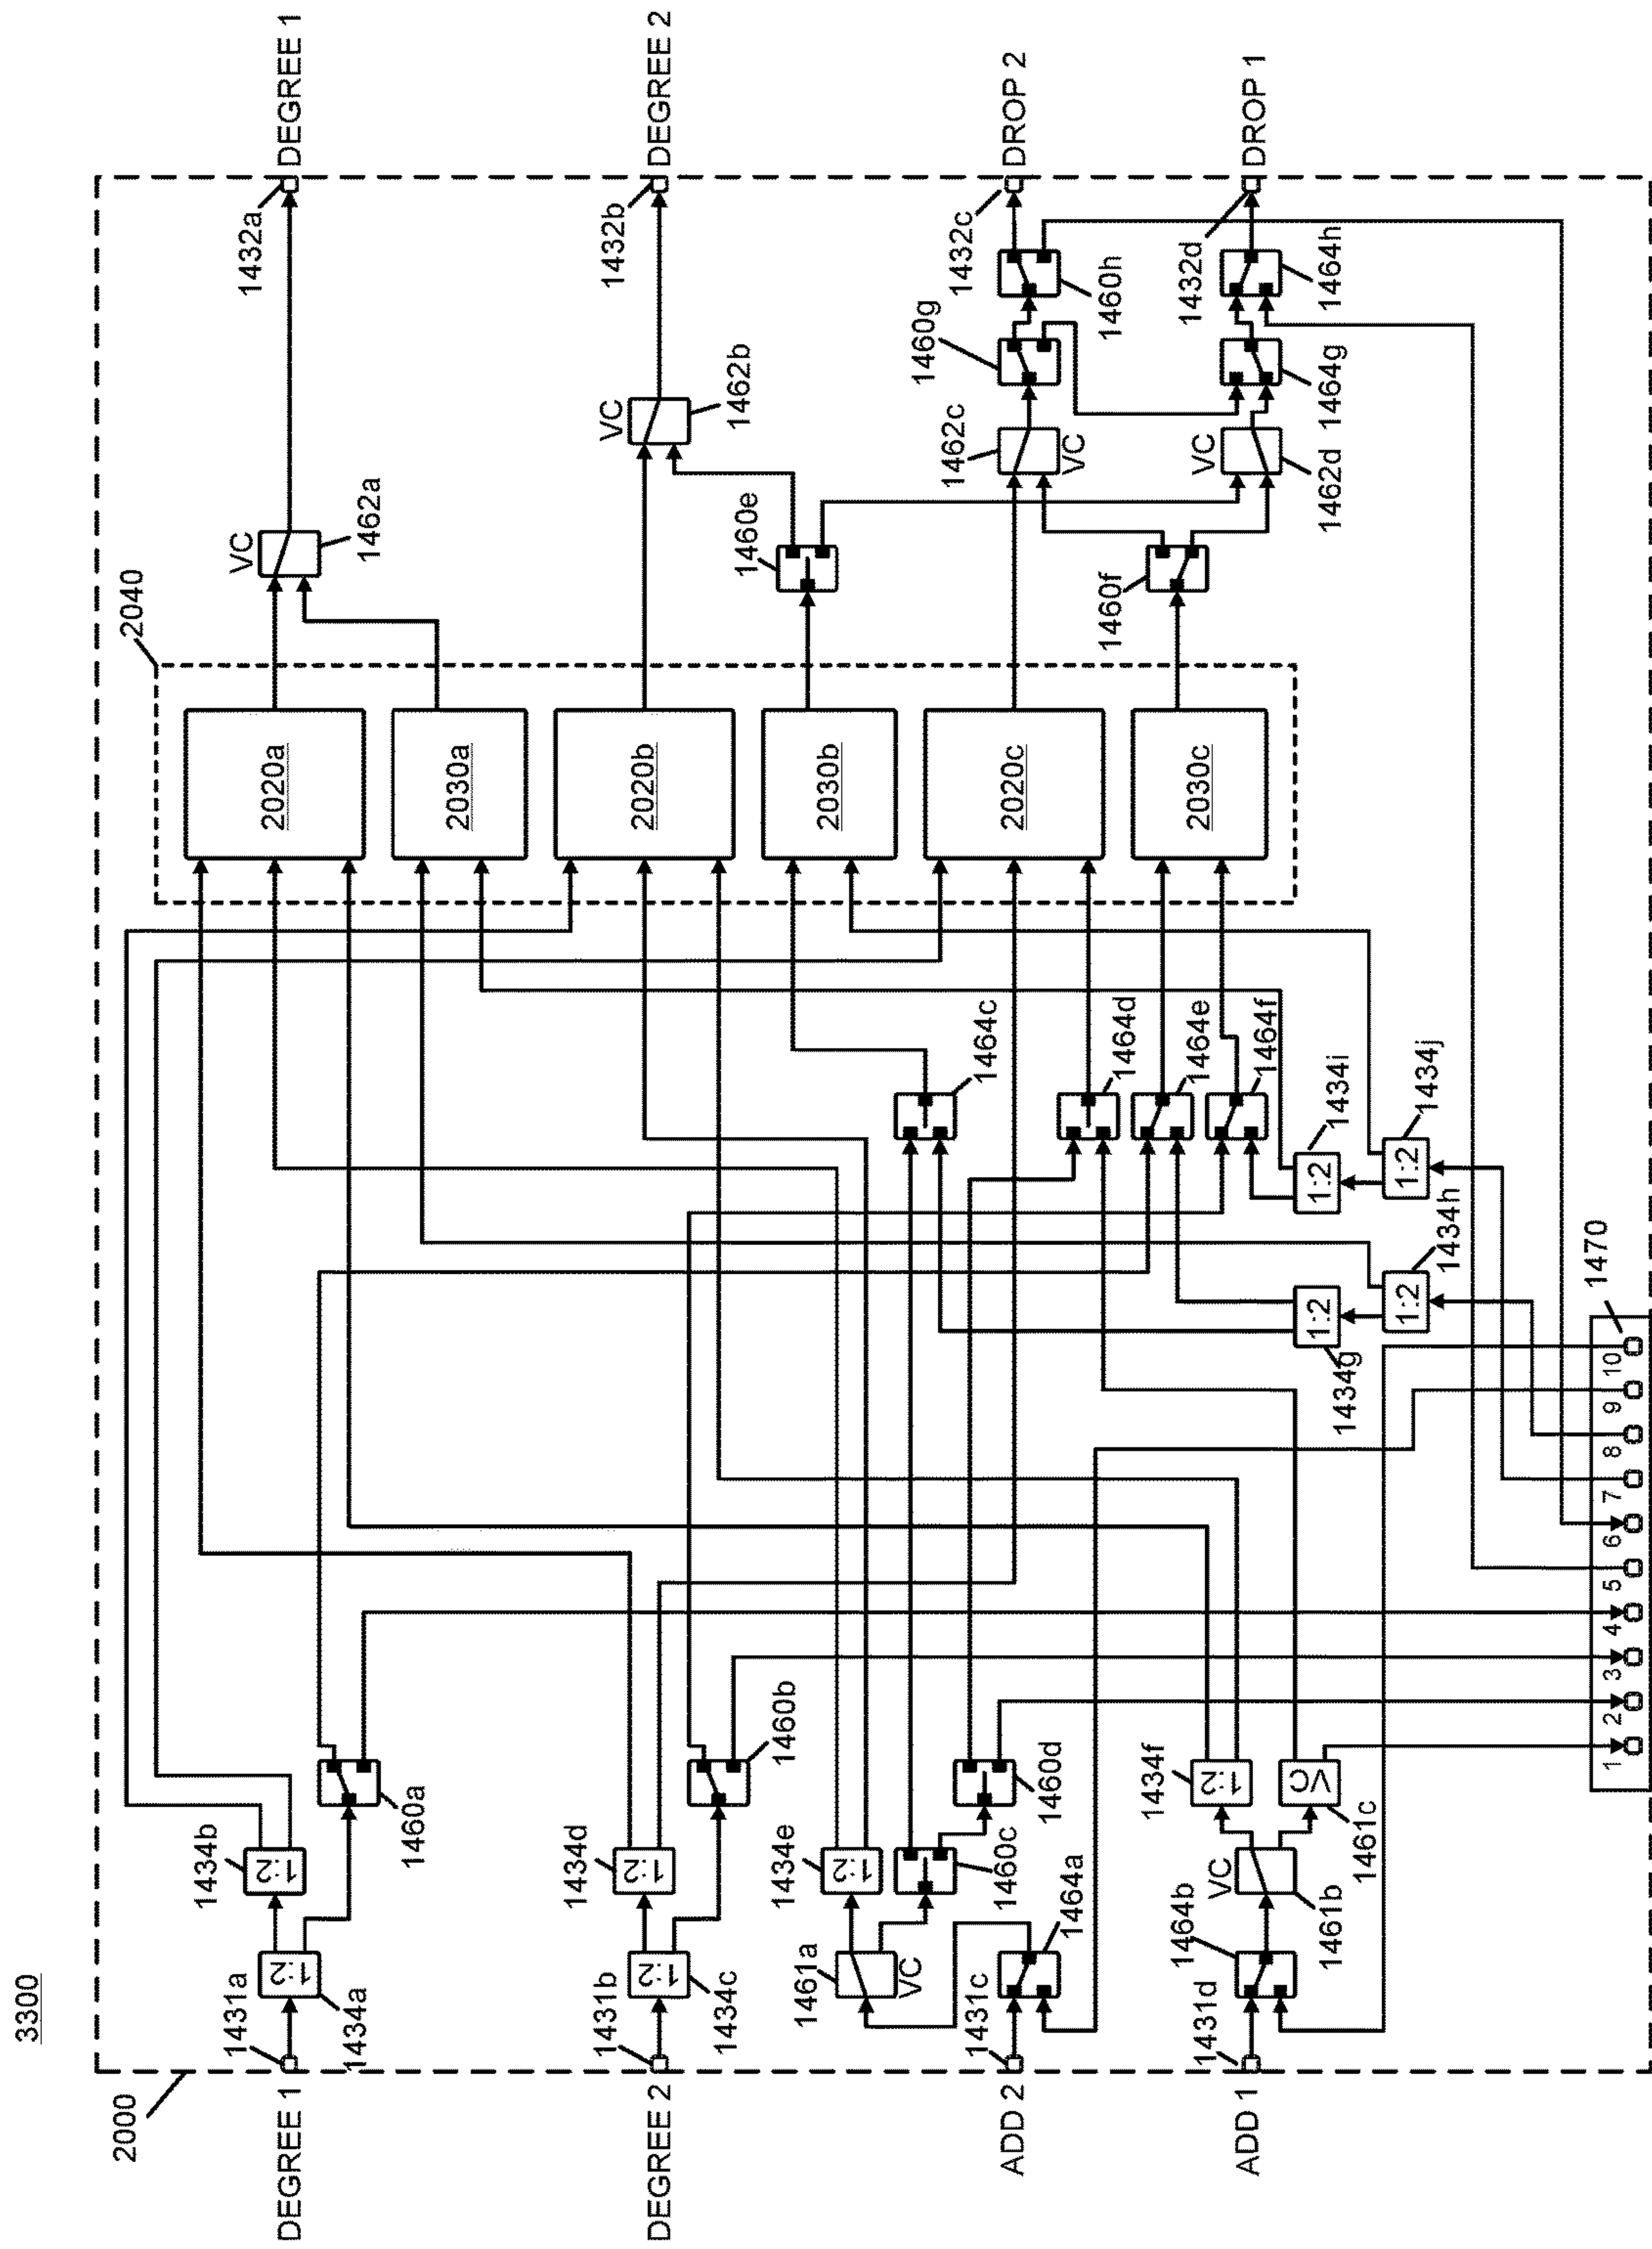 3300
2000
2040
DEGREE 1
1431a
1434a
1434b
1:2
1:2
1460a
2020a
VC
1462a
1432a
DEGREE 1
2030a
DEGREE 2
1431b
1434c
1434d
1:2
1:2
1460b
2020b
VC
1462b
1432b
DEGREE 2
1434e
1:2
1461a
VC
1460c
1460d
1464c
2030b
1460e
ADD 2
1431c
1464a
1464d
2020c
1462c
VC
1460g
1460h
1432c
DROP 2
1464e
1464f
2030c
1460f
ADD 1
1431d
1464b
VC
1461b
1434f
1:2
VC
1461c
VC
1462d
1464g
1464h
1432d
DROP 1
1:2
1434g
1:2
1434h
1:2
1434i
1:2
1434j
1470
1 2 3 4 5 6 7 8 9 10